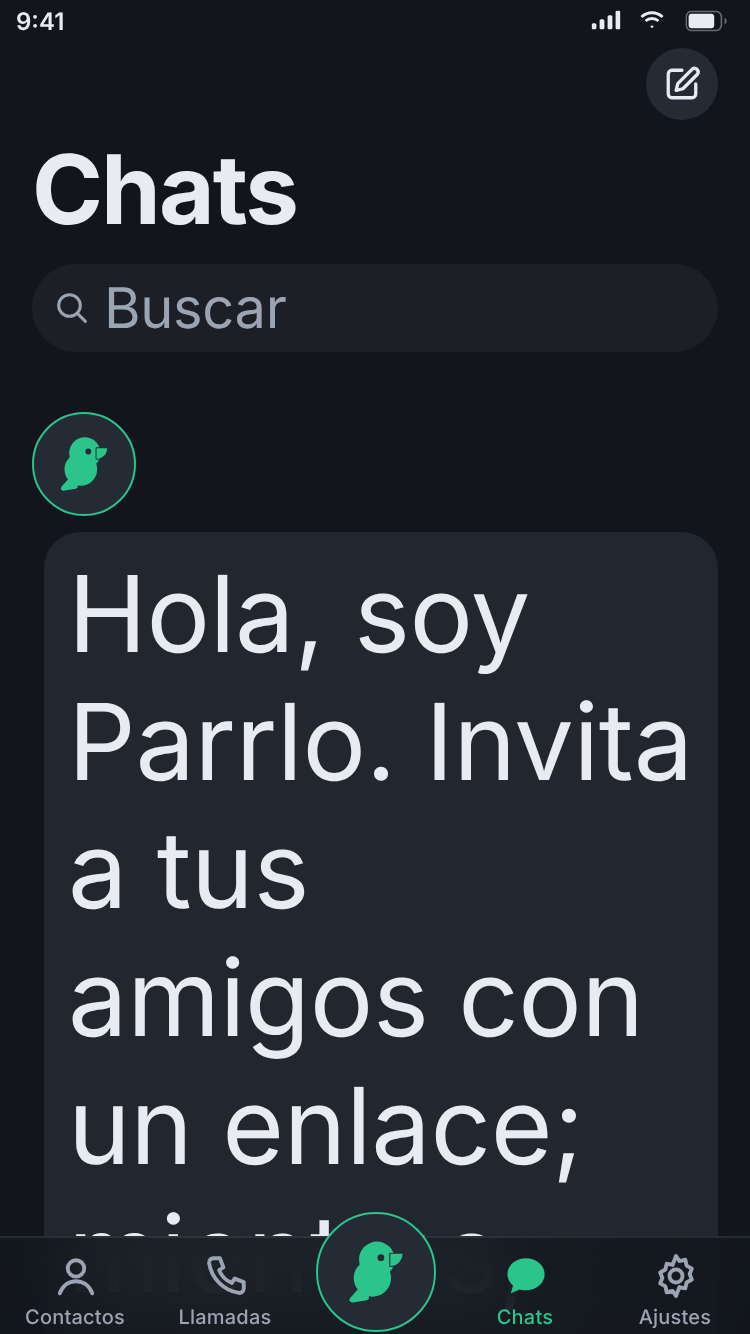 9:41
Chats
Buscar
Hola, soy
Parrlo. Invita
a tus
amigos con
un enlace;
Contactos
Llamadas
Chats
Ajustes